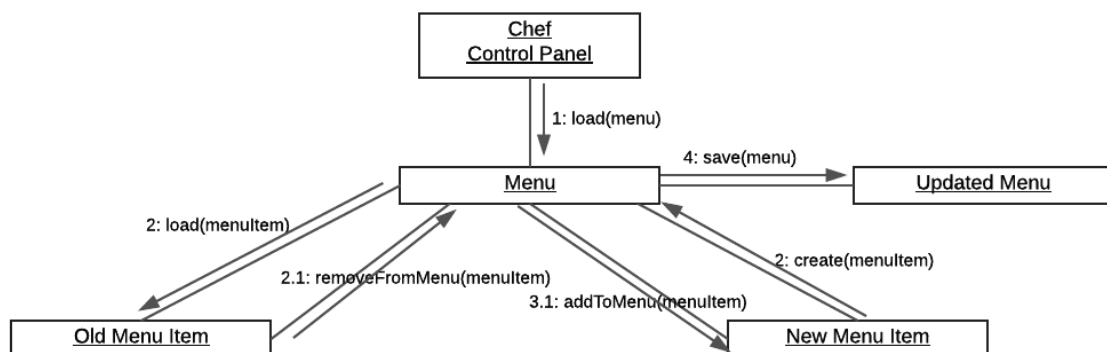 Chef
Control Panel
1: load(menu)
4: save(menu)
Menu
Updated Menu
2: load(menuItem)
2: create(menuItem)
2.1: removeFromMenu(menuItem)
3.1: addToMenu(menuItem)
Old Menu Item
New Menu Item